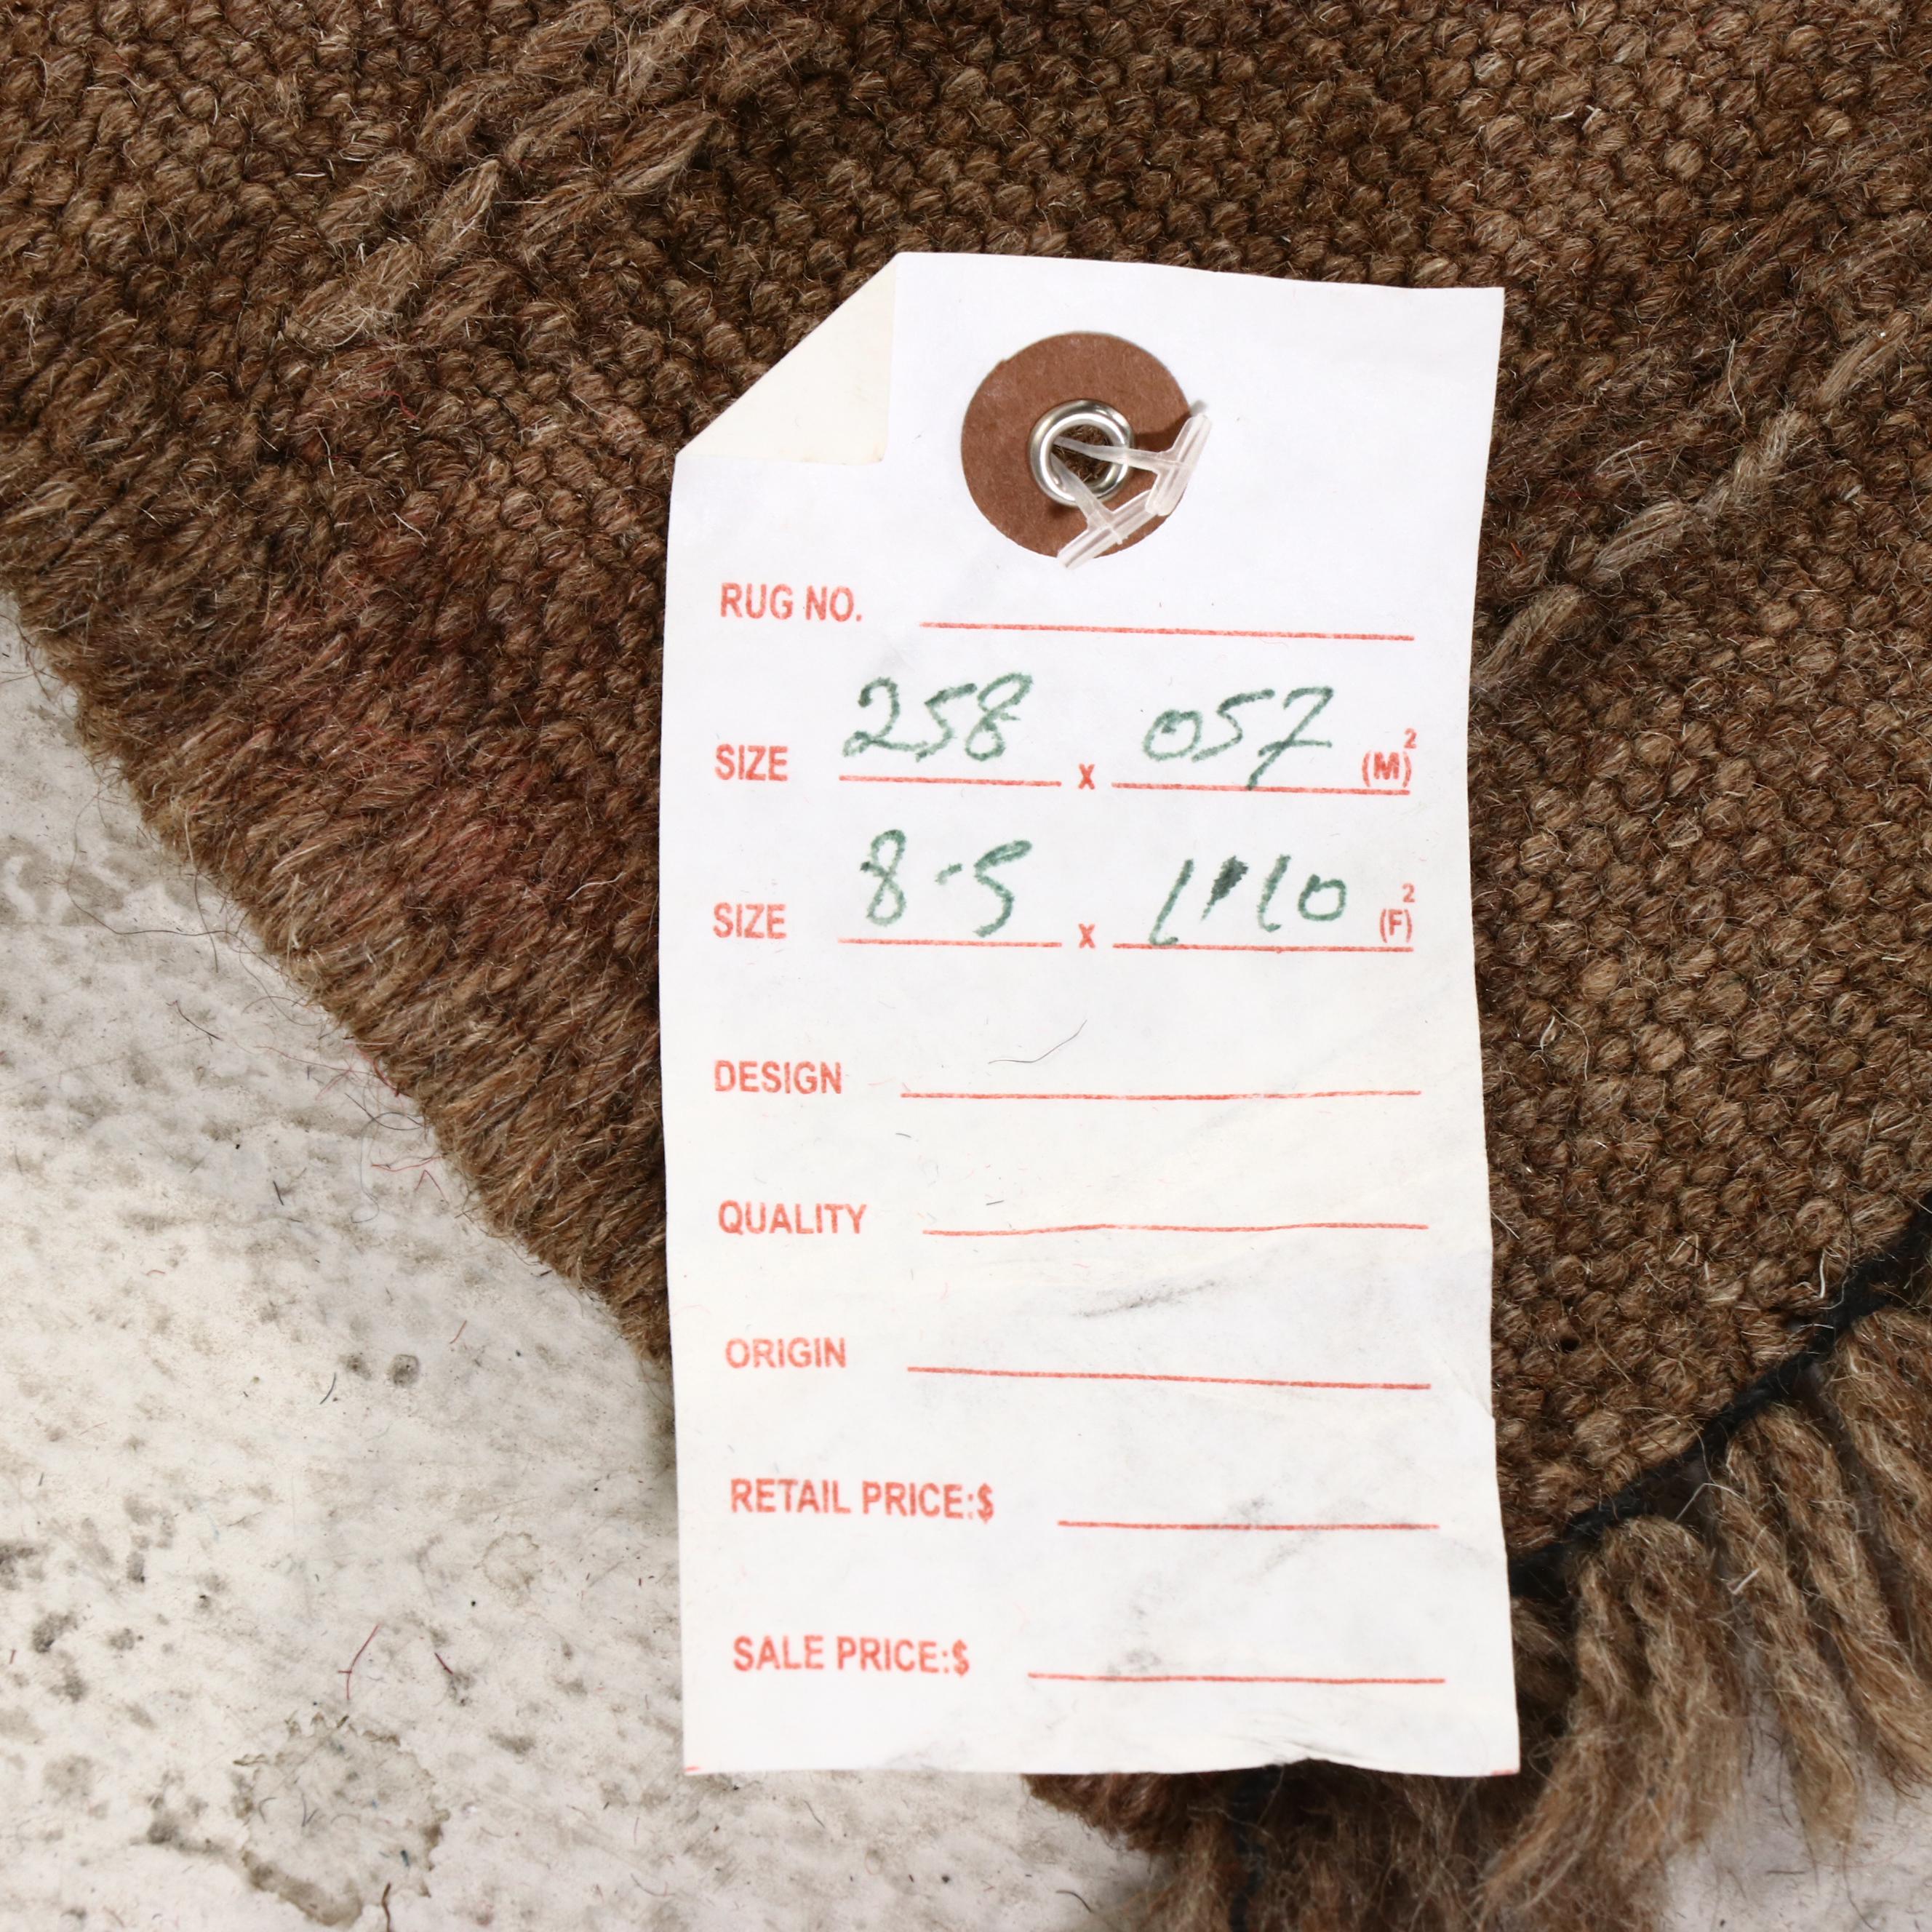 RUG NO.
SIZE 258 x 057 (M)²
SIZE 8-5 x 1'10 (F)²
DESIGN
QUALITY
ORIGIN
RETAIL PRICE:$
SALE PRICE:$